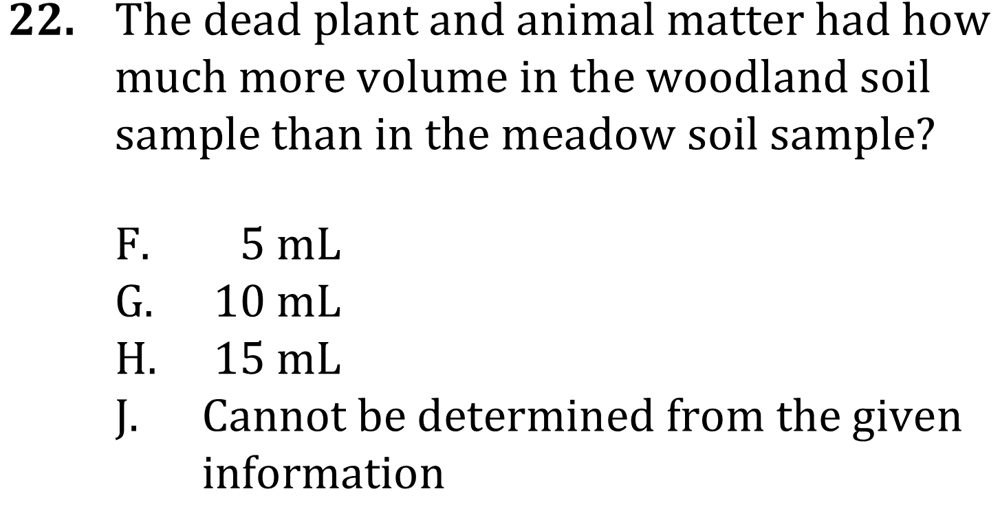 22. The dead plant and animal matter had how
much more volume in the woodland soil
sample than in the meadow soil sample?
F. 5 mL
G. 10 mL
H. 15 mL
J. Cannot be determined from the given
information